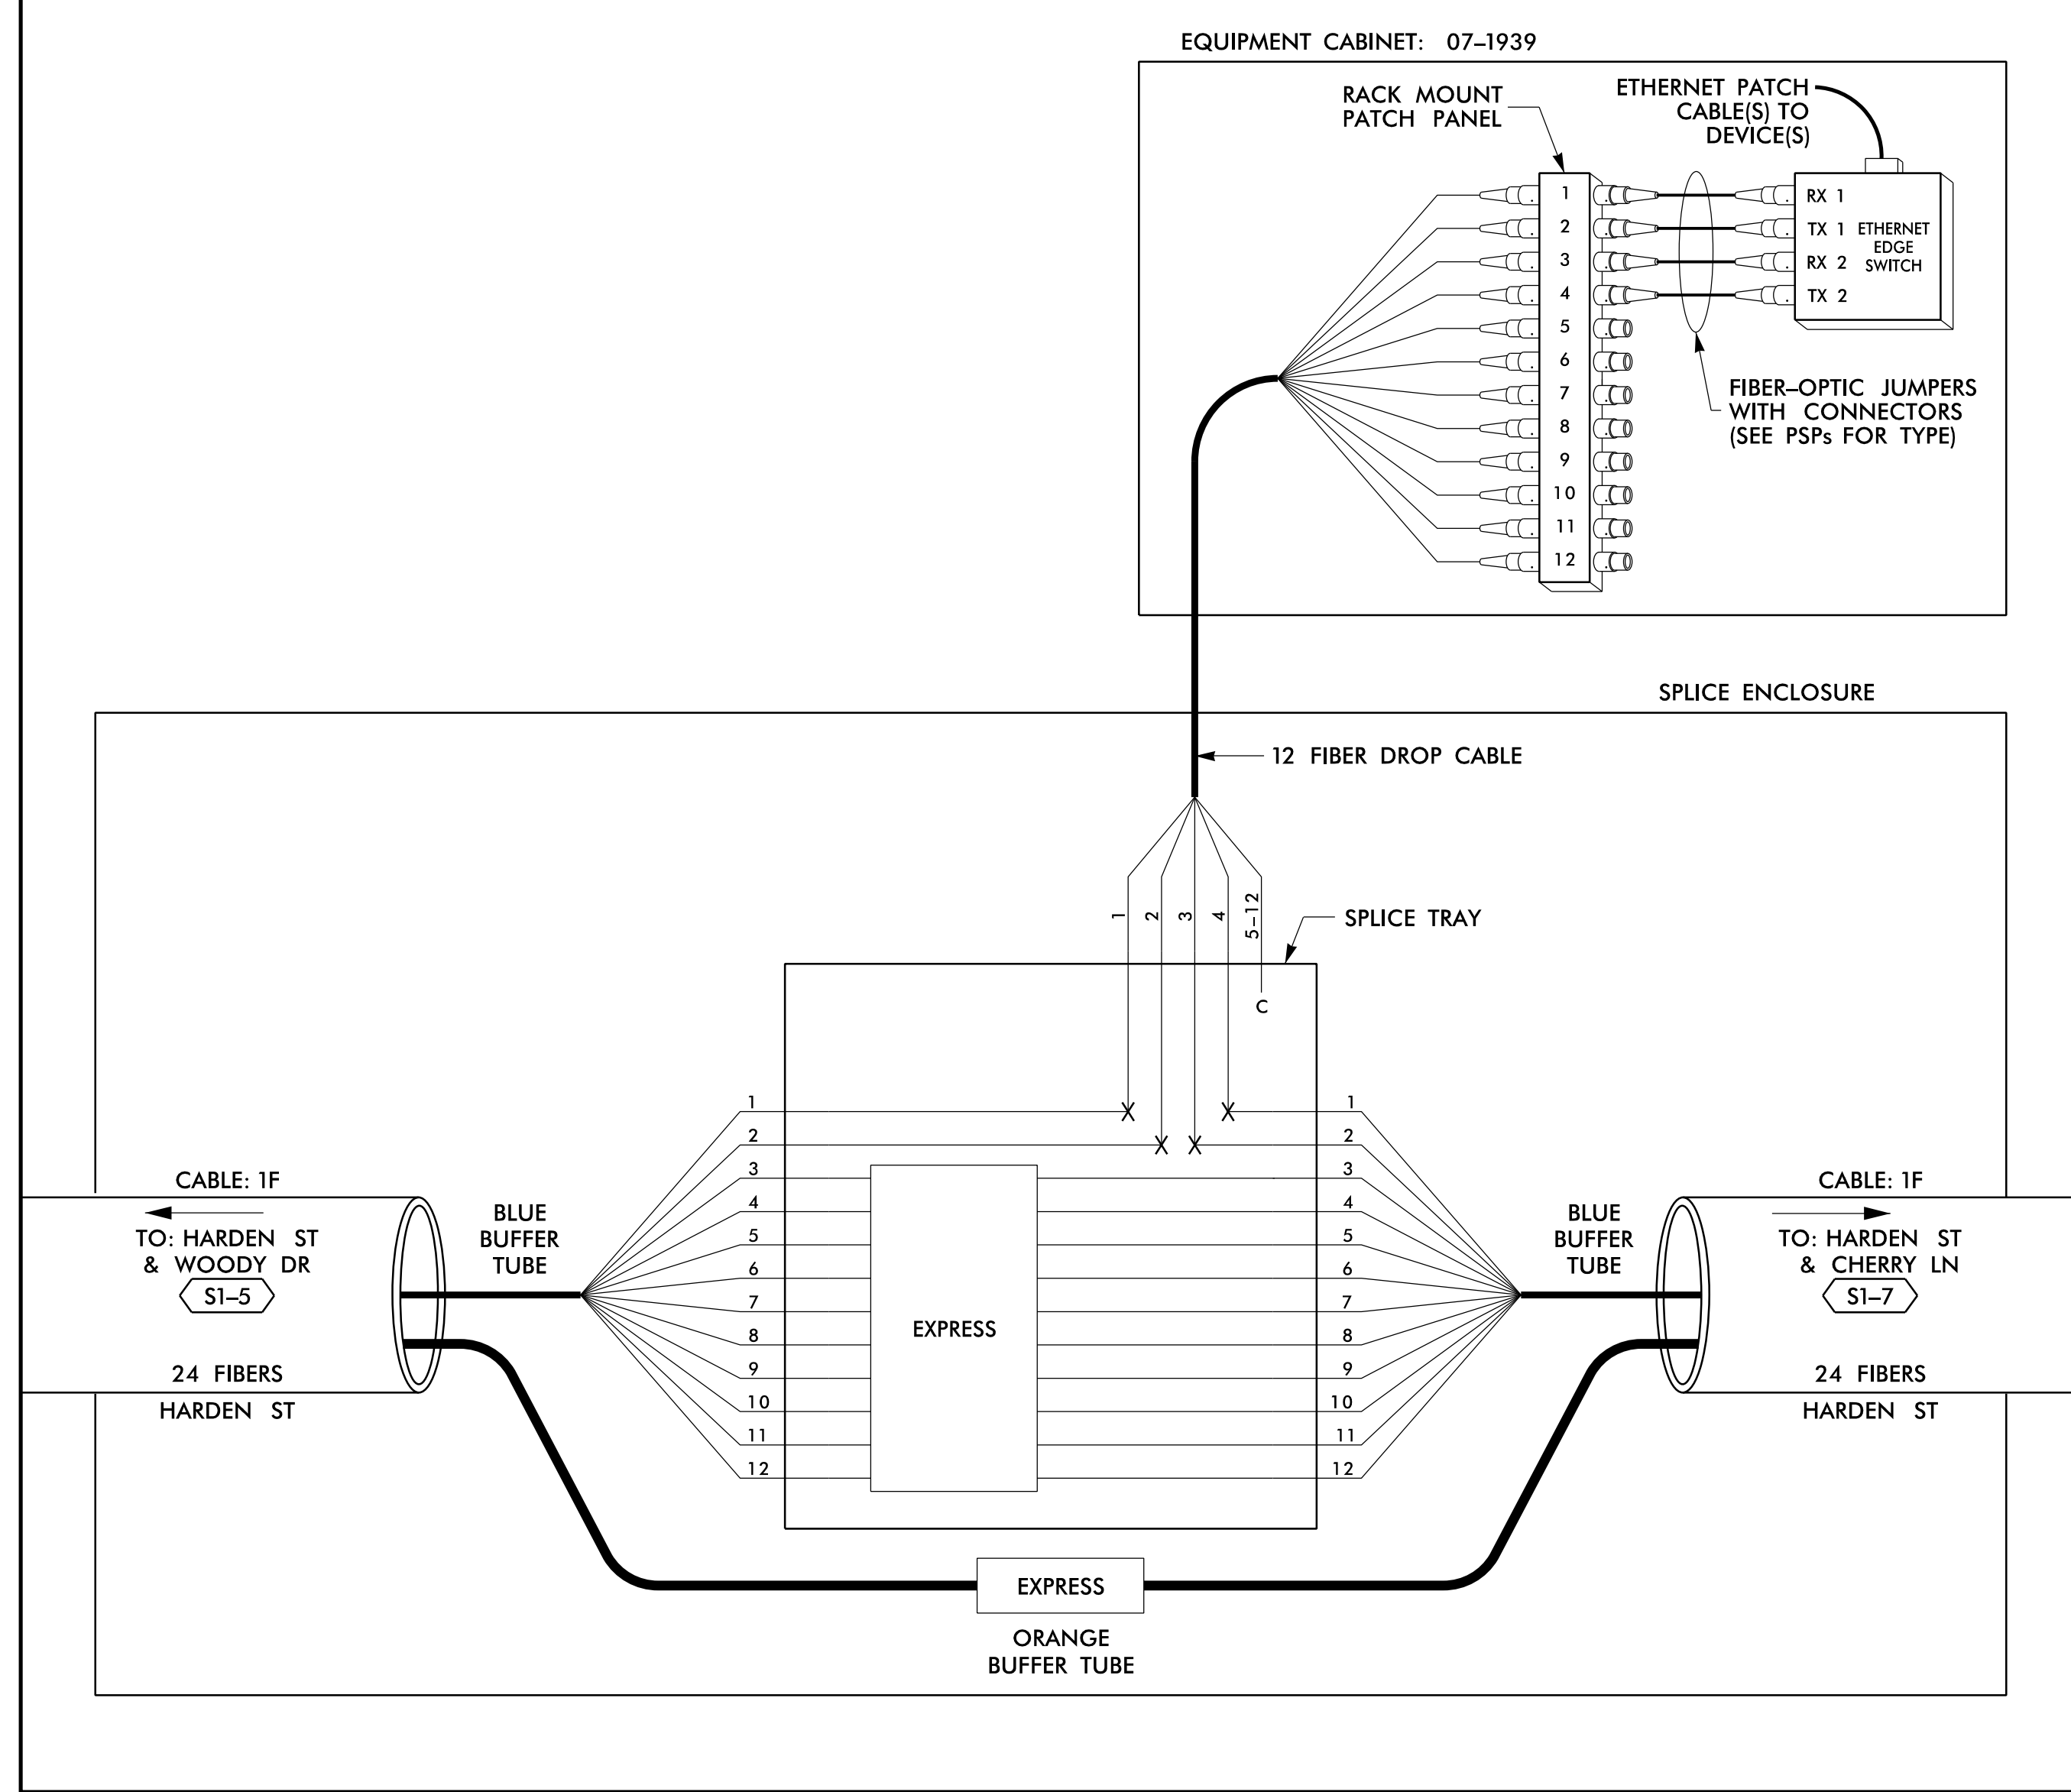 EQUIPMENT CABINET: 07–1939
RACK MOUNT
PATCH PANEL
ETHERNET PATCH
CABLE(S) TO
DEVICE(S)
1
2
3
4
5
6
7
8
9
10
11
12
RX 1
TX 1
RX 2
TX 2
ETHERNET
EDGE
SWITCH
FIBER–OPTIC JUMPERS
WITH CONNECTORS
(SEE PSPs FOR TYPE)
SPLICE ENCLOSURE
12 FIBER DROP CABLE
1
2
3
4
5–12
SPLICE TRAY
C
CABLE: 1F
TO: HARDEN ST
& WOODY DR
S1–5
24 FIBERS
HARDEN ST
BLUE
BUFFER
TUBE
1
2
3
4
5
6
7
8
9
10
11
12
EXPRESS
1
2
3
4
5
6
7
8
9
10
11
12
BLUE
BUFFER
TUBE
CABLE: 1F
TO: HARDEN ST
& CHERRY LN
S1–7
24 FIBERS
HARDEN ST
EXPRESS
ORANGE
BUFFER TUBE